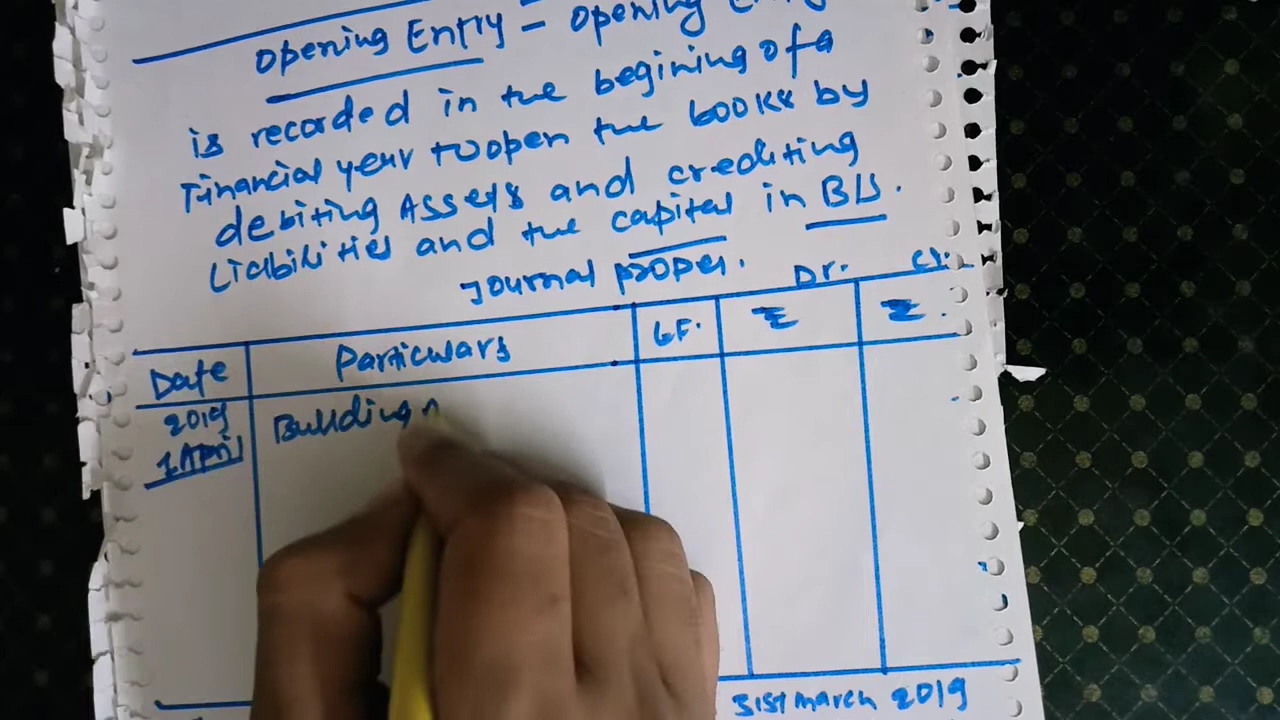 Opening Entry = Opening Entry
is recorded in the begining of a
Financial year to open the books by
debiting Assets and crediting
Liabilities and the capital in B/S.
Journal proper. Dr. Cr.
Date Particulars L.F. ₹ ₹.
2019 Building
1 April
31st march 2019